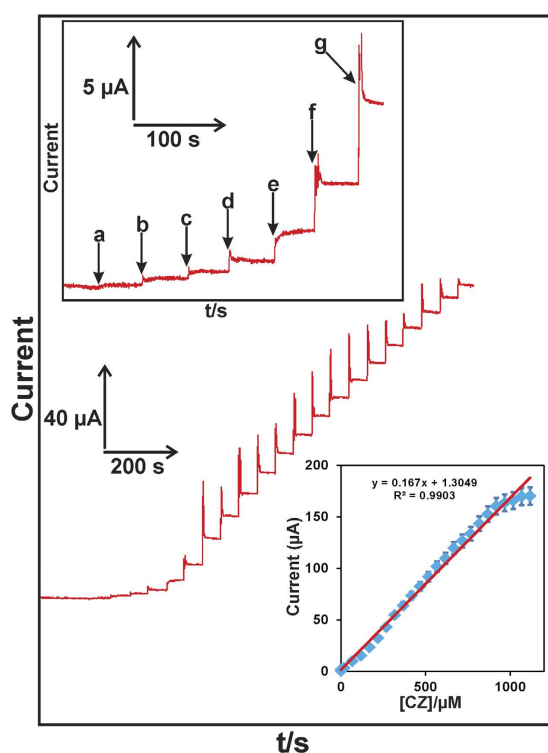 g
5 µA
f
100 s
Current
e
d
c
b
a
t/s
Current
40 µA
200 s
200
y = 0.167x + 1.3049
R² = 0.9903
150
Current (µA)
100
50
0
0
500
1000
[CZ]/µM
t/s